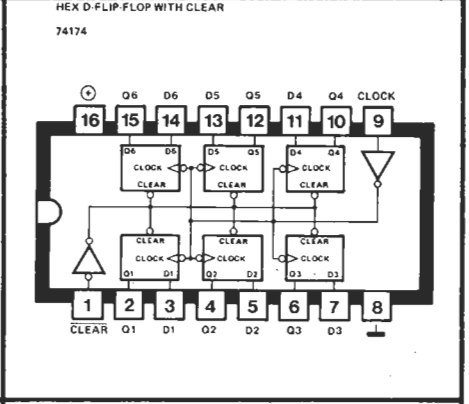 HEX D-FLIP-FLOP WITH CLEAR
74174
Q6 D6 D5 Q5 D4 Q4 CLOCK
16 15 14 13 12 11 10 9
Q6 D6 D5 Q5 D4 Q4
CLOCK CLOCK CLOCK
CLEAR CLEAR CLEAR
CLEAR CLEAR CLEAR
CLOCK CLOCK CLOCK
Q1 D1 Q2 D2 Q3 D3
1 2 3 4 5 6 7 8
CLEAR Q1 D1 Q2 D2 Q3 D3